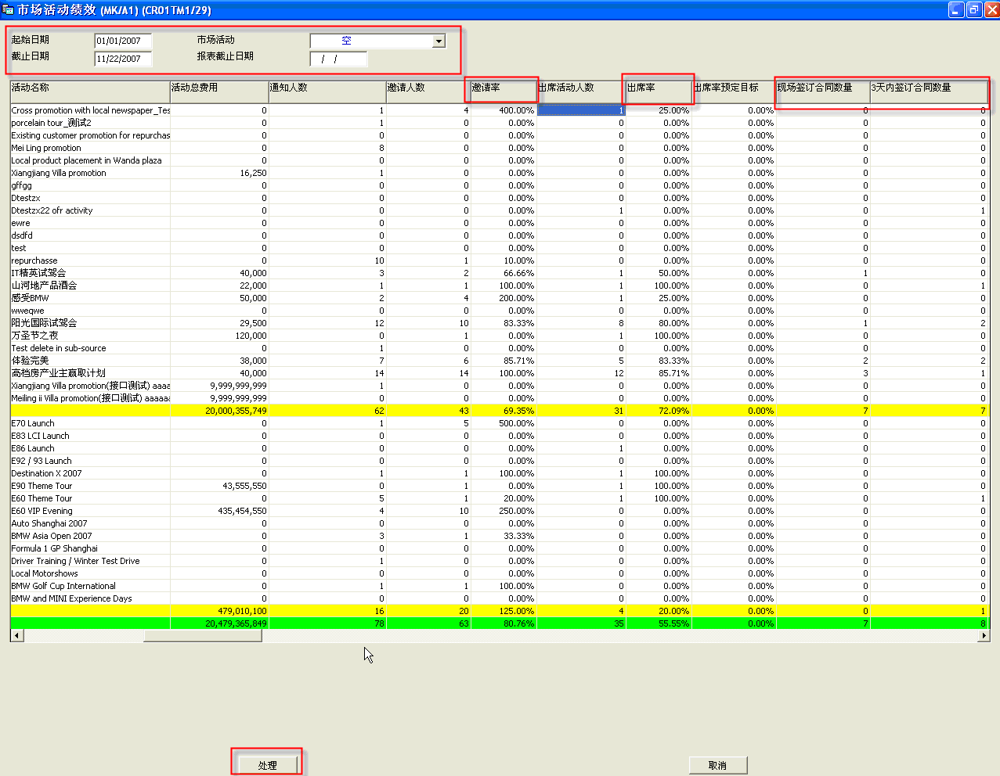 市场活动绩效 (MK/A1) (CR01TM1/29)
起始日期 01/01/2007 市场活动 空
截止日期 11/22/2007 报表截止日期 / /
活动名称 活动总费用 通知人数 邀请人数 邀请率 出席活动人数 出席率 出席率预定目标 现场签订合同数量 3天内签订合同数量
Cross promotion with local newspaper_Tes 0 1 4 400.00% 1 25.00% 0.00% 0 0
porcelain tour_测试2 0 1 0 0.00% 0 0.00% 0.00% 0 0
Existing customer promotion for repurchas 0 0 0 0.00% 0 0.00% 0.00% 0 0
Mei Ling promotion 0 8 0 0.00% 0 0.00% 0.00% 0 0
Local product placement in Wanda plaza 0 0 0 0.00% 0 0.00% 0.00% 0 0
Xiangjiang Villa promotion 16,250 1 0 0.00% 0 0.00% 0.00% 0 0
gffgg 0 0 0 0.00% 0 0.00% 0.00% 0 0
Dtestzx 0 0 0 0.00% 0 0.00% 0.00% 0 0
Dtestzx22 ofr activity 0 0 0 0.00% 1 0.00% 0.00% 0 1
ewre 0 0 0 0.00% 0 0.00% 0.00% 0 0
dsdfd 0 0 0 0.00% 0 0.00% 0.00% 0 0
test 0 0 0 0.00% 0 0.00% 0.00% 0 0
repurchasse 0 10 1 10.00% 0 0.00% 0.00% 0 0
IT精英试驾会 40,000 3 2 66.66% 1 50.00% 0.00% 1 0
山河地产品酒会 22,000 1 1 100.00% 1 100.00% 0.00% 0 1
感受BMW 50,000 2 4 200.00% 1 25.00% 0.00% 0 0
wweqwe 0 0 0 0.00% 0 0.00% 0.00% 0 0
阳光国际试驾会 29,500 12 10 83.33% 8 80.00% 0.00% 1 2
万圣节之夜 120,000 0 1 0.00% 1 100.00% 0.00% 0 0
Test delete in sub-source 0 1 0 0.00% 0 0.00% 0.00% 0 0
体验完美 38,000 7 6 85.71% 5 83.33% 0.00% 2 2
高档房产业主赢取计划 40,000 14 14 100.00% 12 85.71% 0.00% 3 1
Xiangjiang Villa promotion(接口测试) aaaa 9,999,999,999 1 0 0.00% 0 0.00% 0.00% 0 0
Meiling ii Villa promotion(接口测试) aaaaaa 9,999,999,999 0 0 0.00% 0 0.00% 0.00% 0 0
20,000,355,749 62 43 69.35% 31 72.09% 0.00% 7 7
E70 Launch 0 1 5 500.00% 0 0.00% 0.00% 0 0
E83 LCI Launch 0 0 0 0.00% 0 0.00% 0.00% 0 0
E86 Launch 0 0 0 0.00% 1 0.00% 0.00% 0 0
E92 / 93 Launch 0 0 0 0.00% 0 0.00% 0.00% 0 0
Destination X 2007 0 1 1 100.00% 1 100.00% 0.00% 0 0
E90 Theme Tour 43,555,550 0 1 0.00% 1 100.00% 0.00% 0 0
E60 Theme Tour 0 5 1 20.00% 1 100.00% 0.00% 0 1
E60 VIP Evening 435,454,550 4 10 250.00% 0 0.00% 0.00% 0 0
Auto Shanghai 2007 0 0 0 0.00% 0 0.00% 0.00% 0 0
BMW Asia Open 2007 0 3 1 33.33% 0 0.00% 0.00% 0 0
Formula 1 GP Shanghai 0 0 0 0.00% 0 0.00% 0.00% 0 0
Driver Training / Winter Test Drive 0 1 0 0.00% 0 0.00% 0.00% 0 0
Local Motorshows 0 0 0 0.00% 0 0.00% 0.00% 0 0
BMW Golf Cup International 0 1 1 100.00% 0 0.00% 0.00% 0 0
BMW and MINI Experience Days 0 0 0 0.00% 0 0.00% 0.00% 0 0
479,010,100 16 20 125.00% 4 20.00% 0.00% 0 1
20,479,365,849 78 63 80.76% 35 55.55% 0.00% 7 8
处理 取消